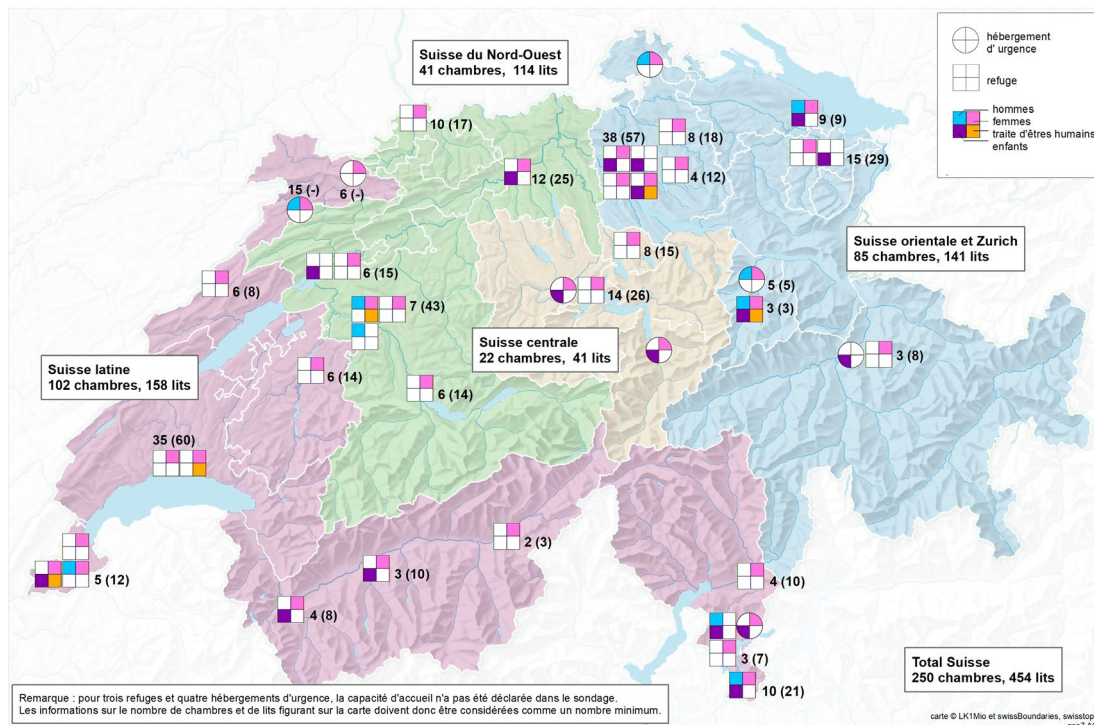 Suisse du Nord-Ouest
41 chambres, 114 lits
hébergement
d' urgence
refuge
hommes
femmes
traite d'êtres humains
enfants
10 (17)
38 (57)
8 (18)
9 (9)
15 (29)
4 (12)
12 (25)
15 (-)
6 (-)
8 (15)
Suisse orientale et Zurich
85 chambres, 141 lits
6 (15)
6 (8)
5 (5)
14 (26)
7 (43)
3 (3)
Suisse centrale
22 chambres, 41 lits
3 (8)
Suisse latine
102 chambres, 158 lits
6 (14)
6 (14)
35 (60)
2 (3)
3 (10)
5 (12)
4 (10)
4 (8)
3 (7)
10 (21)
Total Suisse
250 chambres, 454 lits
Remarque : pour trois refuges et quatre hébergements d'urgence, la capacité d'accueil n'a pas été déclarée dans le sondage.
Les informations sur le nombre de chambres et de lits figurant sur la carte doivent donc être considérées comme un nombre minimum.
carte © LK1Mio et swissBoundaries, swisstop